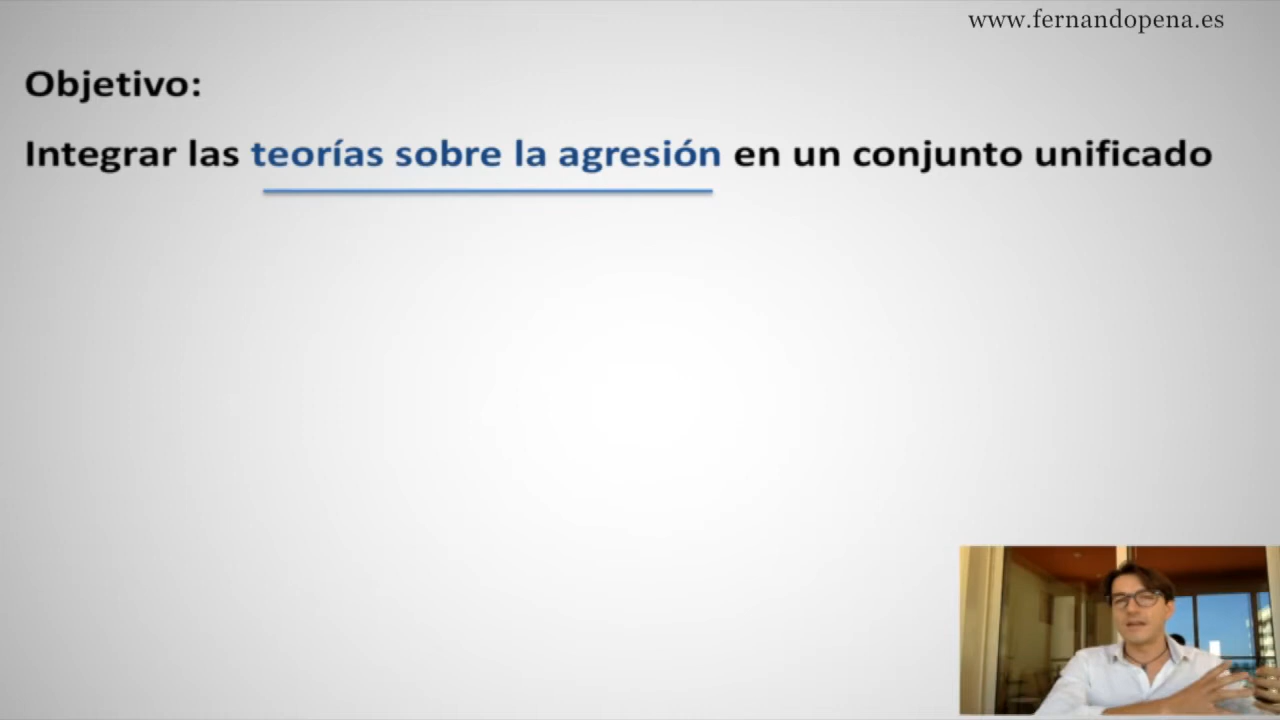 www.fernandopena.es
Objetivo:
Integrar las teorías sobre la agresión en un conjunto unificado